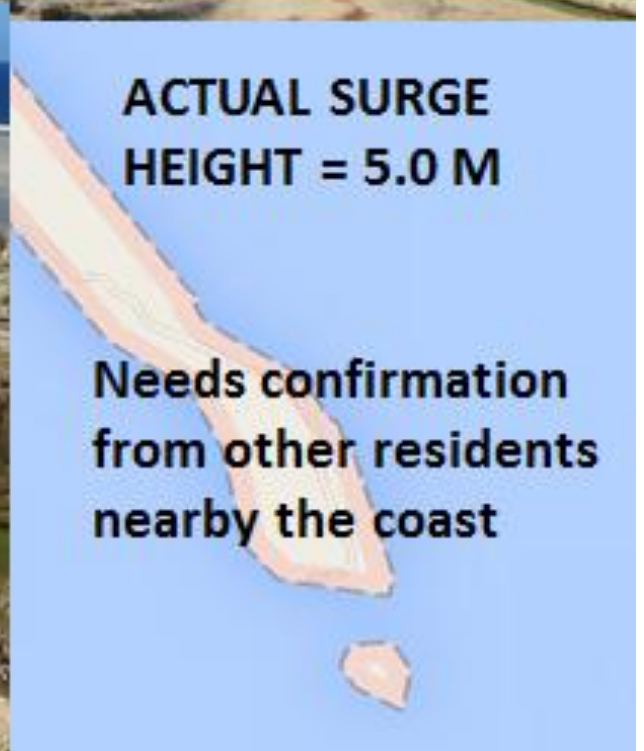 ACTUAL SURGE
HEIGHT = 5.0 M
Needs confirmation
from other residents
nearby the coast